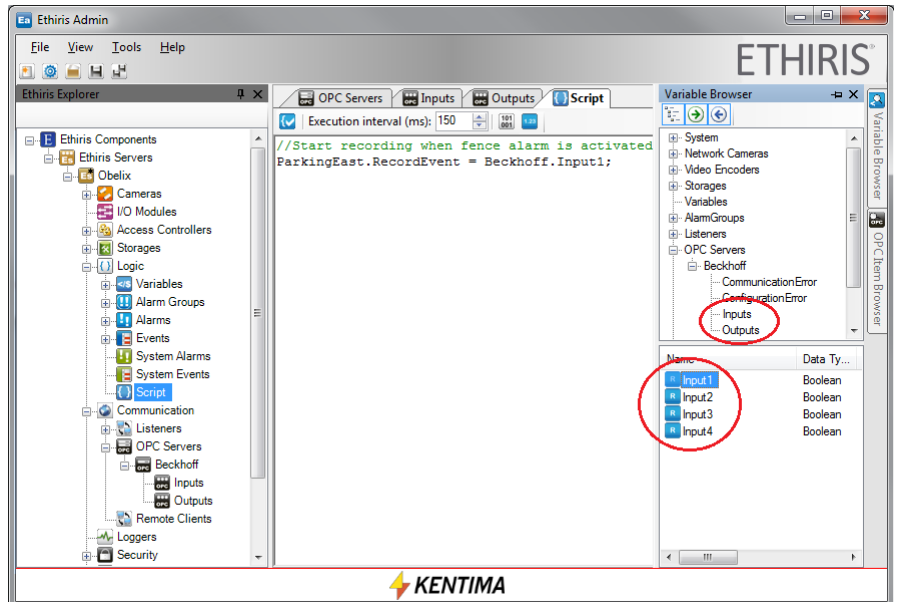 Ethiris Admin
File View Tools Help
ETHIRIS
Ethiris Explorer
Ethiris Components
Ethiris Servers
Obelix
Cameras
I/O Modules
Access Controllers
Storages
Logic
Variables
Alarm Groups
Alarms
Events
System Alarms
System Events
Script
Communication
Listeners
OPC Servers
Beckhoff
Inputs
Outputs
Remote Clients
Loggers
Security
OPC Servers Inputs Outputs Script
Execution interval (ms): 150
//Start recording when fence alarm is activated
ParkingEast.RecordEvent = Beckhoff.Input1;
Variable Browser
System
Network Cameras
Video Encoders
Storages
Variables
AlarmGroups
Listeners
OPC Servers
Beckhoff
CommunicationError
ConfigurationError
Inputs
Outputs
Name Data Ty...
Input1 Boolean
Input2 Boolean
Input3 Boolean
Input4 Boolean
Variable Browser
OPC Item Browser
KENTIMA